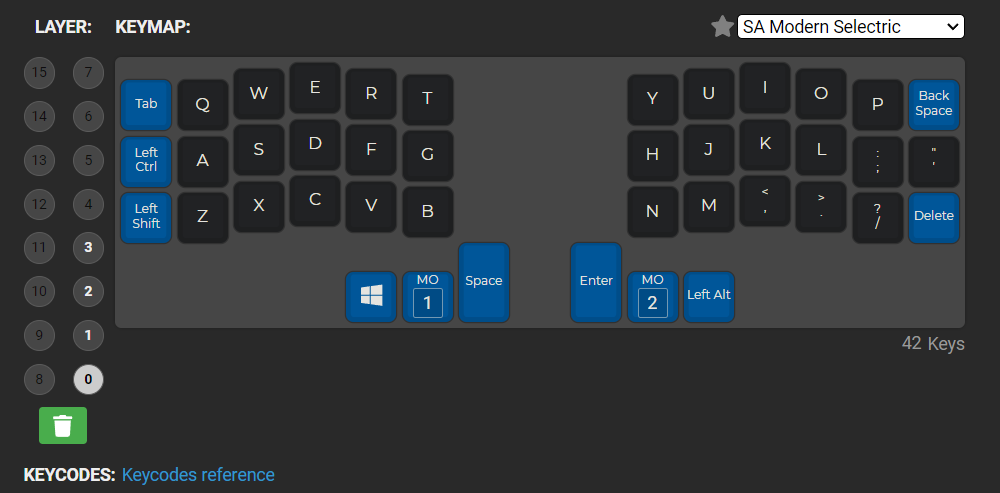 LAYER: KEYMAP: SA Modern Selectric
15 7
14 6
13 5
12 4
11 3
10 2
9 1
8 0
Tab Q W E R T Y U I O P Back Space
Left Ctrl A S D F G H J K L : ; " '
Left Shift Z X C V B N M < , > . ? / Delete
MO 1 Space Enter MO 2 Left Alt
42 Keys
KEYCODES: Keycodes reference